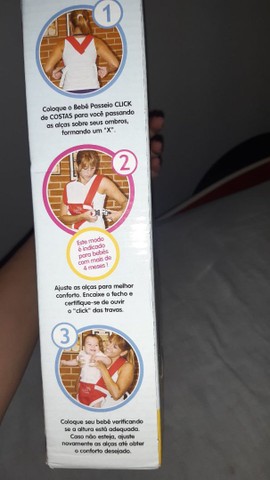 1
Coloque o Bebê Passeio CLICK
de COSTAS para você passando
as alças sobre seus ombros,
formando um "X".
2
Este modo
é indicado
para bebês
com mais de
4 meses!
Ajuste as alças para melhor
conforto. Encaixe o fecho e
certifique-se de ouvir
o "click" das travas.
3
Coloque seu bebê verificando
se a altura está adequada.
Caso não esteja, ajuste
novamente as alças até obter
o conforto desejado.